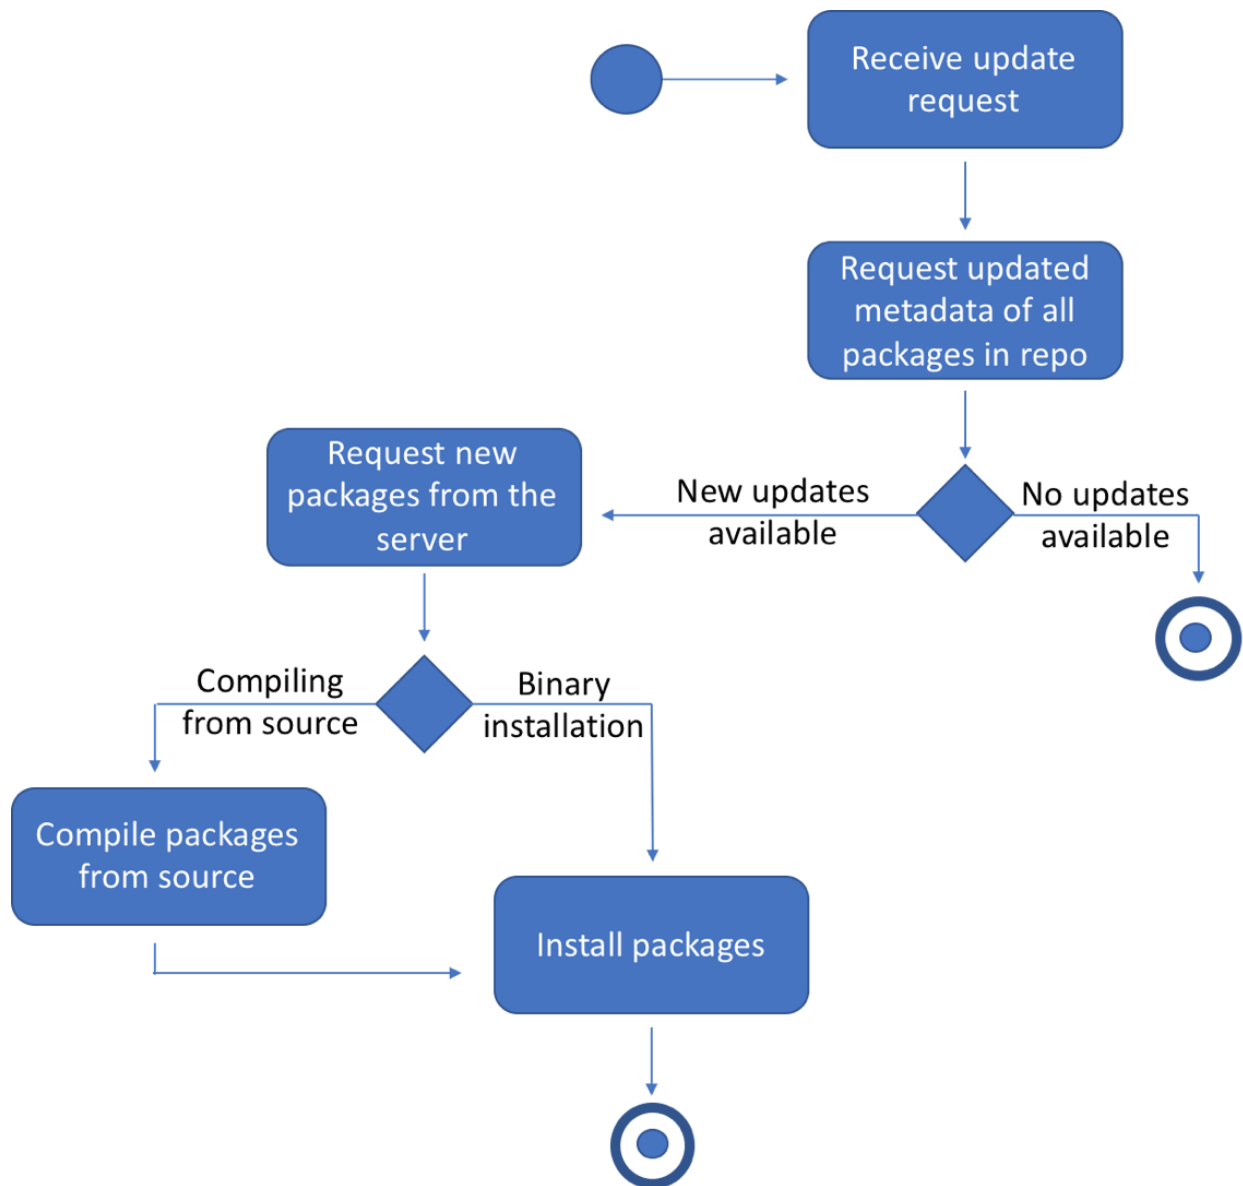 Receive update
request
Request updated
metadata of all
packages in repo
Request new
packages from the
server
New updates
available
No updates
available
Compiling
from source
Binary
installation
Compile packages
from source
Install packages